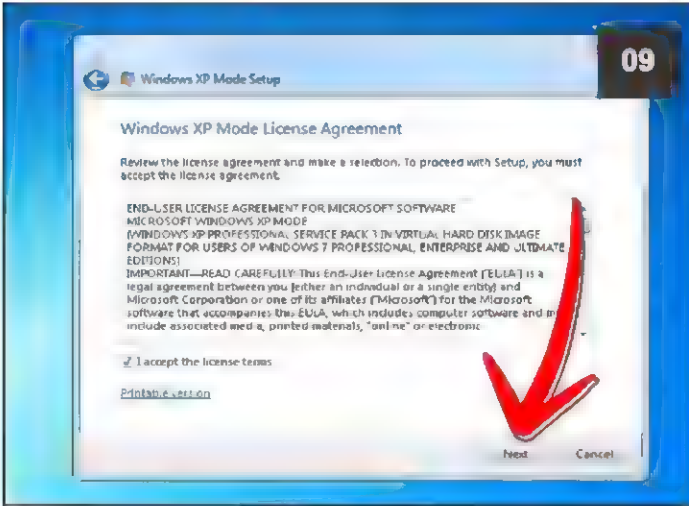 09
Windows XP Mode Setup
Windows XP Mode License Agreement
Review the license agreement and make a selection. To proceed with Setup, you must
accept the license agreement.
END-USER LICENSE AGREEMENT FOR MICROSOFT SOFTWARE
MICROSOFT WINDOWS XP MODE
(WINDOWS XP PROFESSIONAL SERVICE PACK 3 IN VIRTUAL HARD DISK IMAGE
FORMAT FOR USERS OF WINDOWS 7 PROFESSIONAL, ENTERPRISE AND ULTIMATE
EDITIONS)
IMPORTANT—READ CAREFULLY: This End-User License Agreement ("EULA") is a
legal agreement between you (either an individual or a single entity) and
Microsoft Corporation or one of its affiliates ("Microsoft") for the Microsoft
software that accompanies this EULA, which includes computer software and
include associated media, printed materials, "online" or electronic
I accept the license terms
Printable version
Next Cancel